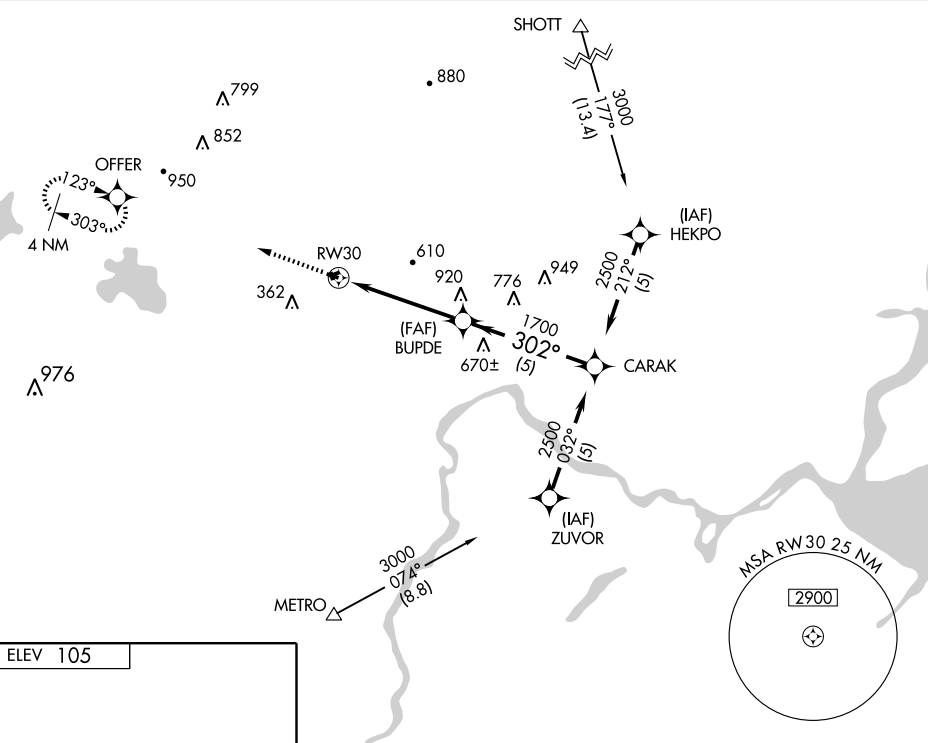 SHOTT
3000
177°
(13.4)
880
799
852
OFFER
950
123°
303°
4 NM
(IAF)
HEKPO
RW30
610
2500
212°
(5)
949
920
776
362
1700
302°
(5)
(FAF)
BUPDE
670±
CARAK
976
2500
032°
(5)
(IAF)
ZUVOR
MSA RW30 25 NM
2900
3000
074°
(8.8)
METRO
ELEV 105